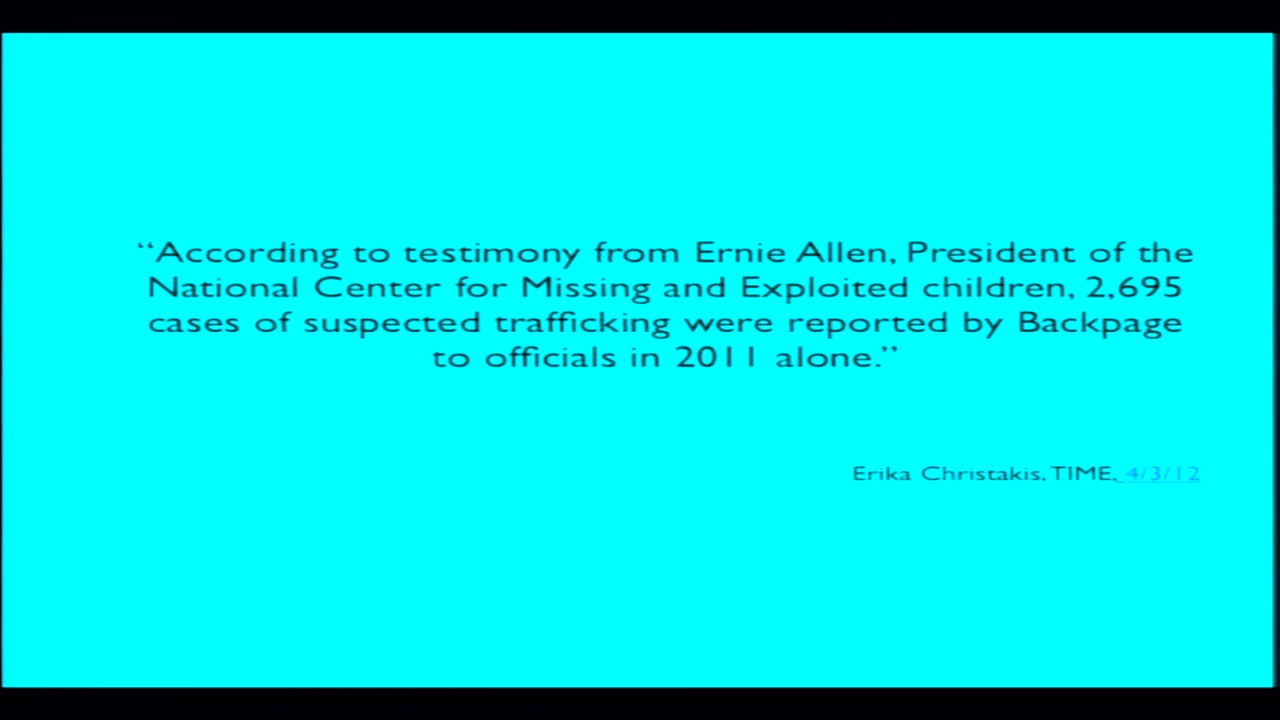 “According to testimony from Ernie Allen, President of the
National Center for Missing and Exploited children, 2,695
cases of suspected trafficking were reported by Backpage
to officials in 2011 alone.”
Erika Christakis, TIME, 4/3/12